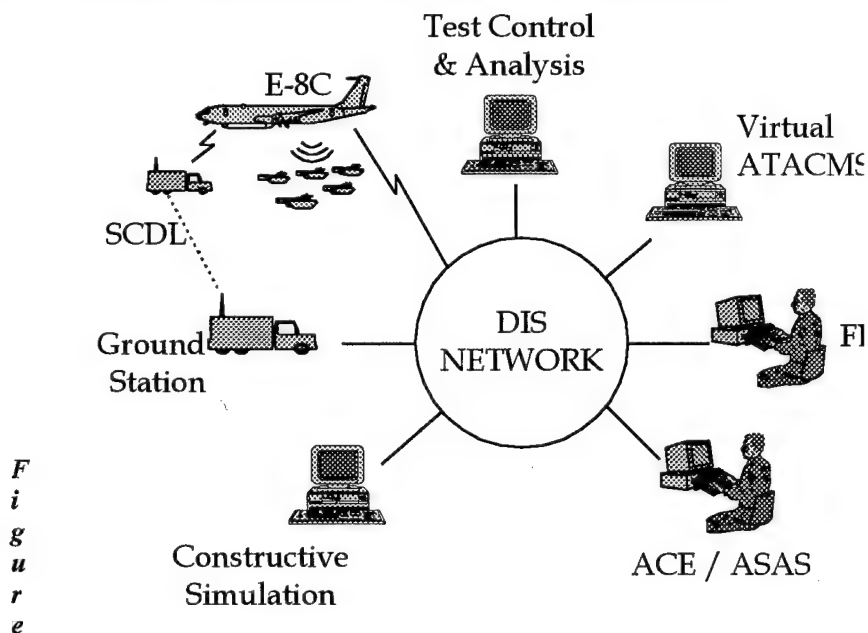 Test Control
& Analysis
E-8C
Virtual
ATACMS
SCDL
DIS
NETWORK
Ground
Station
Constructive
Simulation
ACE / ASAS
F
i
g
u
r
e